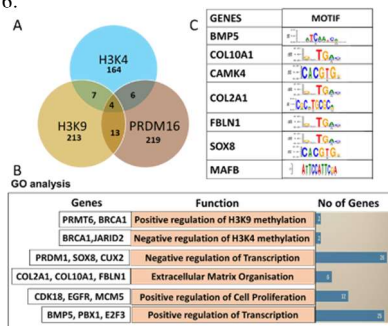 6.
A
H3K4
164
7
6
4
H3K9
213
13
PRDM16
219
C
GENES
MOTIF
BMP5
COL10A1
CAMK4
CACGTG
COL2A1
FBLN1
SOX8
CACGTG
MAFB
ATTCCATTCCA
B
GO analysis
Genes
Function
No of Genes
PRMT6, BRCA1
Positive regulation of H3K9 methylation
BRCA1,JARID2
Negative regulation of H3K4 methylation
PRDM1, SOX8, CUX2
Negative regulation of Transcription
COL2A1, COL10A1, FBLN1
Extracellular Matrix Organisation
CDK18, EGFR, MCM5
Positive regulation of Cell Proliferation
BMP5, PBX1, E2F3
Positive regulation of Transcription